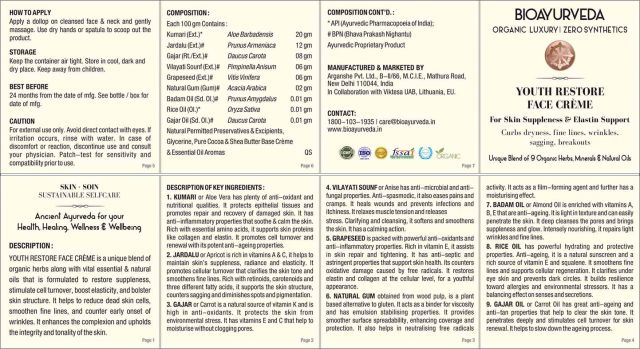 HOW TO APPLY
Apply a dollop on cleansed face & neck and gently
massage. Use dry hands or spatula to scoop out the
product.
STORAGE
Keep the container air tight. Store in cool, dark and
dry place. Keep away from children.
BEST BEFORE
24 months from the date of mfg. See bottle / box for
date of mfg.
CAUTION
For external use only. Avoid direct contact with eyes. If
irritation occurs, rinse with water. In case of
discomfort or reaction, discontinue use and consult
your physician. Patch-test for sensitivity and
compatibility prior to use.
Page 5
COMPOSITION :
Each 100 gm Contains :
Kumari (Ext.)* Aloe Barbadensis 20 gm
Jardalu (Ext.)# Prunus Armeniaca 12 gm
Gajar (Rt./Ext.)# Daucus Carota 08 gm
Vilayati Sounf (Ext.)# Pimpinella Anisum 06 gm
Grapeseed (Ext.)# Vitis Vinifera 06 gm
Natural Gum (Gum)# Acacia Arabica 02 gm
Badam Oil (Sd. Ol.)# Prunus Amygdalus 0.01 gm
Rice Oil (Ol.)* Oryza Sativa 0.01 gm
Gajar Oil (Sd. Ol.)# Daucus Carota 0.01 gm
Natural Permitted Preservatives & Excipients,
Glycerine, Pure Cocoa & Shea Butter Base Crème
& Essential Oil Aromas QS
Page 6
COMPOSITION CONT'D. :
* API (Ayurvedic Pharmacopoeia of India);
# BPN (Bhava Prakash Nighantu)
Ayurvedic Proprietary Product
MANUFACTURED & MARKETED BY
Arganshe Pvt. Ltd., B-II/66, M.C.I.E., Mathura Road,
New Delhi 110044, India
In Collaboration with Viktesa UAB, Lithuania, EU.
CONTACT:
1800-103-1935 | care@bioayurveda.in
www.bioayurveda.in
fssai
ORGANIC
Page 7
BIOAYURVEDA
ORGANIC LUXURY | ZERO SYNTHETICS
YOUTH RESTORE
FACE CRÈME
For Skin Suppleness & Elastin Support
Curbs dryness, fine lines, wrinkles,
sagging, breakouts
Unique Blend of 9 Organic Herbs, Minerals & Natural Oils
SKIN + SOIN
SUSTAINABLE SELFCARE
Ancient Ayurveda for your
Health, Healing, Wellness & Wellbeing
DESCRIPTION :
YOUTH RESTORE FACE CRÈME is a unique blend of
organic herbs along with vital essential & natural
oils that is formulated to restore suppleness,
stimulate cell turnover, boost elasticity, and bolster
skin structure. It helps to reduce dead skin cells,
smoothen fine lines, and counter early onset of
wrinkles. It enhances the complexion and upholds
the integrity and tonality of the skin.
Page 1
DESCRIPTION OF KEY INGREDIENTS :
1. KUMARI or Aloe Vera has plenty of anti-oxidant and
nutritional qualities. It protects epithelial tissues and
promotes repair and recovery of damaged skin. It has
anti-inflammatory properties that soothe & calm the skin.
Rich with essential amino acids, it supports skin proteins
like collagen and elastin. It promotes cell turnover and
renewal with its potent anti-ageing properties.
2. JARDALU or Apricot is rich in vitamins A & C, it helps to
maintain skin's suppleness, radiance and elasticity. It
promotes cellular turnover that clarifies the skin tone and
smoothens fine lines. Rich with retinoids, carotenoids and
three different fatty acids, it supports the skin structure,
counters sagging and diminishes spots and pigmentation.
3. GAJAR or Carrot is a natural source of vitamin K and is
high in anti-oxidants. It protects the skin from
environmental stress. It has vitamins E and C that help to
moisturise without clogging pores.
Page 2
4. VILAYATI SOUNF or Anise has anti-microbial and anti-
fungal properties. Anti-spasmodic, it also eases pains and
cramps. It heals wounds and prevents infections and
itchiness. It relaxes muscle tension and releases
stress. Clarifying and cleansing, it softens and smoothens
the skin. It has a calming action.
5. GRAPESEED is packed with powerful anti-oxidants and
anti-inflammatory properties. Rich in vitamin E, it assists
in skin repair and tightening. It has anti-septic and
astringent properties that support skin health. Its counters
oxidative damage caused by free radicals. It restores
elastin and collagen at the cellular level, for a youthful
appearance.
6. NATURAL GUM obtained from wood pulp, is a plant
based alternative to gluten. It acts as a binder for viscosity
and has emulsion stabilising properties. It provides
smoother surface spreadability, enhancing coverage and
protection. It also helps in neutralising free radicals
Page 3
activity. It acts as a film-forming agent and further has a
moisturising effect.
7. BADAM OIL or Almond Oil is enriched with vitamins A,
B, E that are anti-ageing. It is light in texture and can easily
penetrate the skin. It deep cleanses the pores and brings
suppleness and glow. Intensely nourishing, it repairs light
wrinkles and fine lines.
8. RICE OIL has powerful hydrating and protective
properties. Anti-ageing, it is a natural sunscreen and a
rich source of vitamin E and squalene. It smoothens fine
lines and supports cellular regeneration. It clarifies under
eye skin and prevents dark circles. It builds resilience
toward allergies and environmental stressors. It has a
balancing effect on senses and secretions.
9. GAJAR OIL or Carrot Oil has great anti-ageing and
anti-tan properties that help to clear the skin tone. It
penetrates deeply and stimulates cell turnover for skin
renewal. It helps to slow down the ageing process.
Page 4